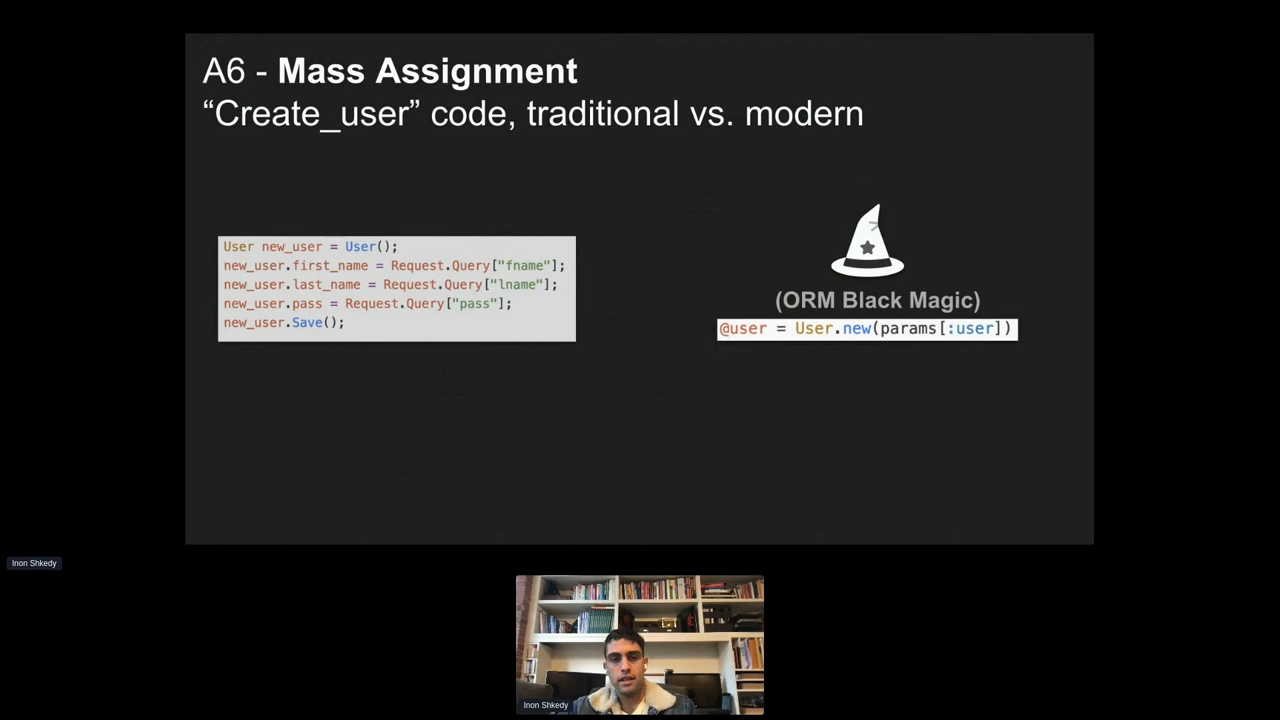 A6 - Mass Assignment
“Create_user” code, traditional vs. modern
User new_user = User();
new_user.first_name = Request.Query["fname"];
new_user.last_name = Request.Query["lname"];
new_user.pass = Request.Query["pass"];
new_user.Save();
(ORM Black Magic)
@user = User.new(params[:user])
Inon Shkedy
Inon Shkedy